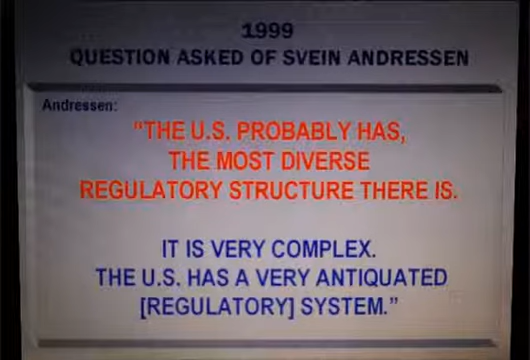 1999
QUESTION ASKED OF SVEIN ANDRESSEN
Andressen:
"THE U.S. PROBABLY HAS,
THE MOST DIVERSE
REGULATORY STRUCTURE THERE IS.
IT IS VERY COMPLEX.
THE U.S. HAS A VERY ANTIQUATED
[REGULATORY] SYSTEM."